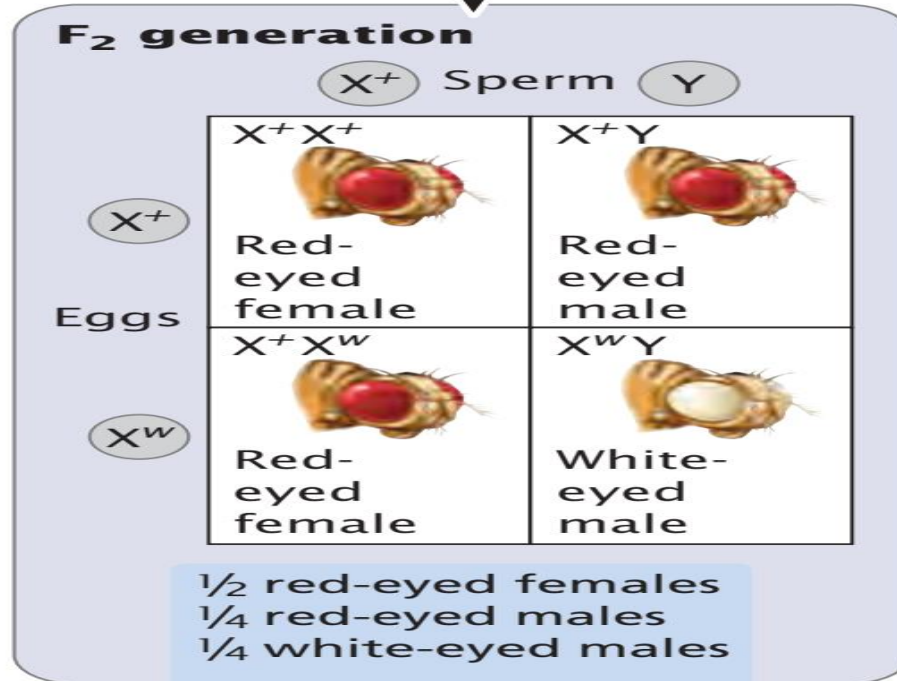 F₂ generation
X⁺ Sperm Y
X⁺X⁺
Red-
eyed
female
X⁺Y
Red-
eyed
male
X⁺
Eggs
X⁺Xʷ
Red-
eyed
female
XʷY
White-
eyed
male
Xʷ
½ red-eyed females
¼ red-eyed males
¼ white-eyed males